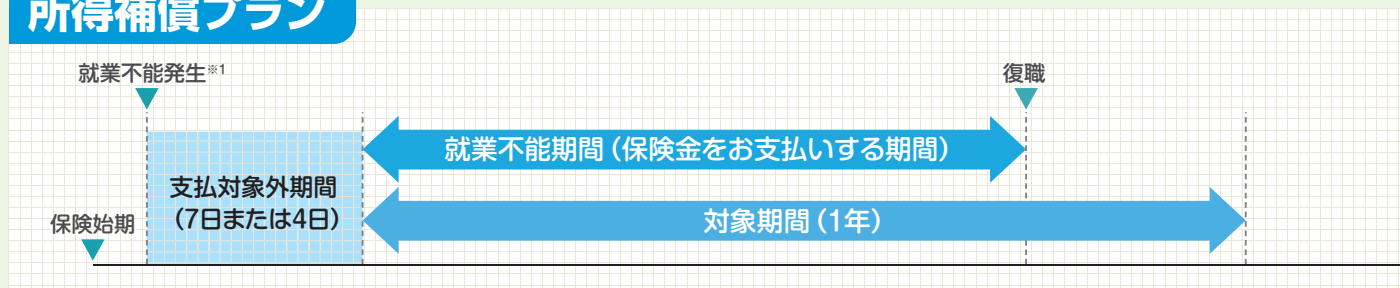 所得補償プラン
就業不能発生※1
復職
就業不能期間（保険金をお支払いする期間）
支払対象外期間
（7日または4日）
対象期間（1年）
保険始期